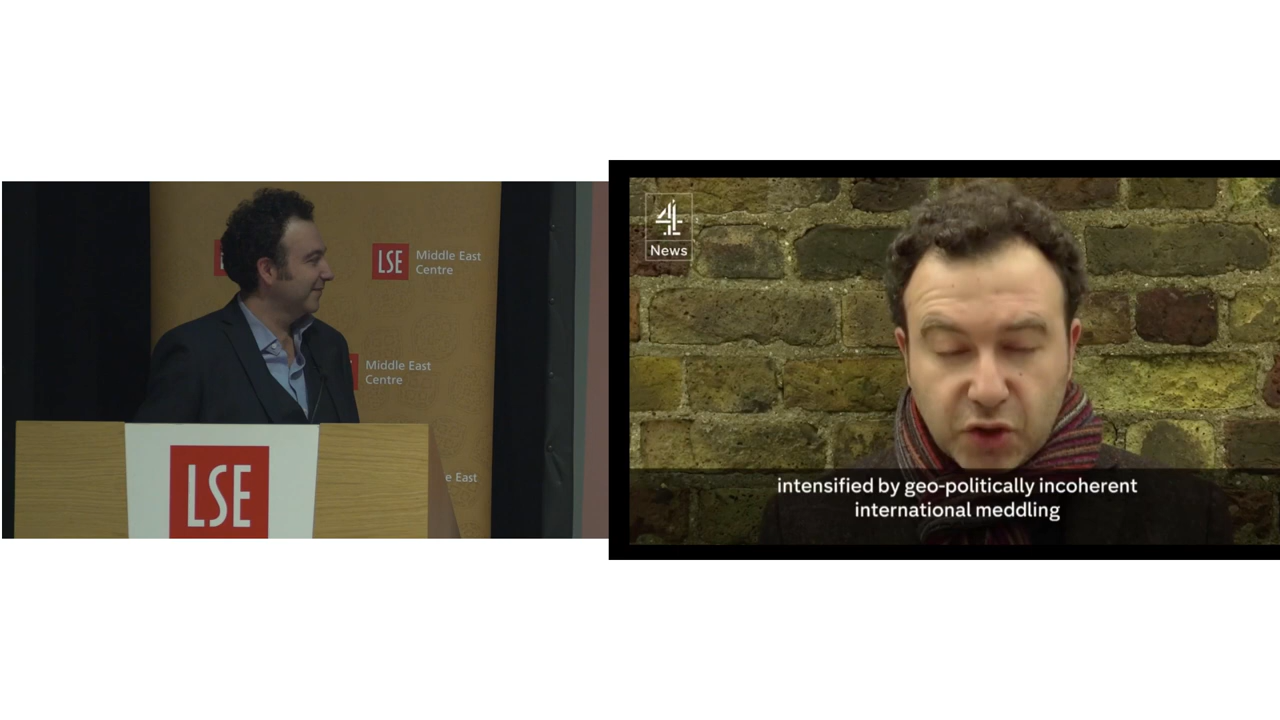 LSE
Middle East
Centre
Middle East
Centre
e East
LSE
4
News
intensified by geo-politically incoherent
international meddling